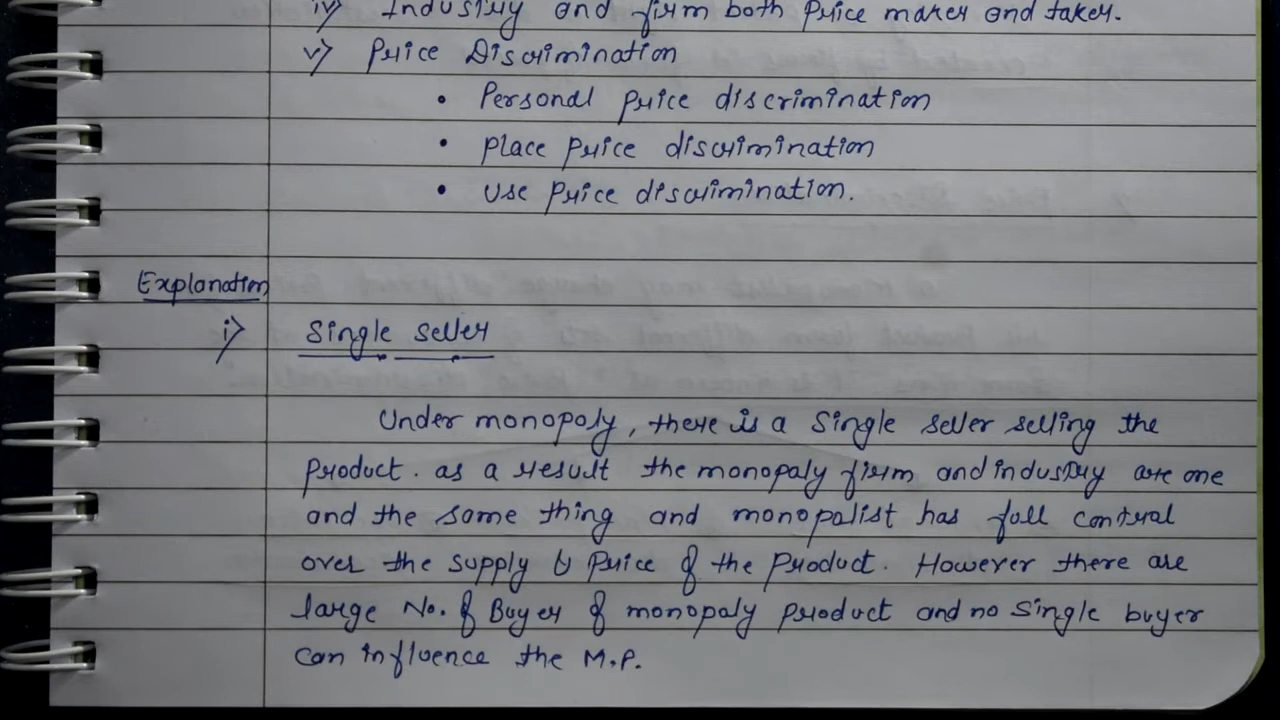 iv) Industry and firm both price maker and taker.
v) Price Discrimination
• Personal price discrimination
• place price discrimination
• use price discrimination.
Explanation
i) Single seller
Under monopoly, there is a single seller selling the
product. as a result the monopaly firm and industry are one
and the same thing and monopalist has full control
over the supply & price of the product. However there are
large No. of Buyer of monopaly product and no single buyer
can influence the M.P.